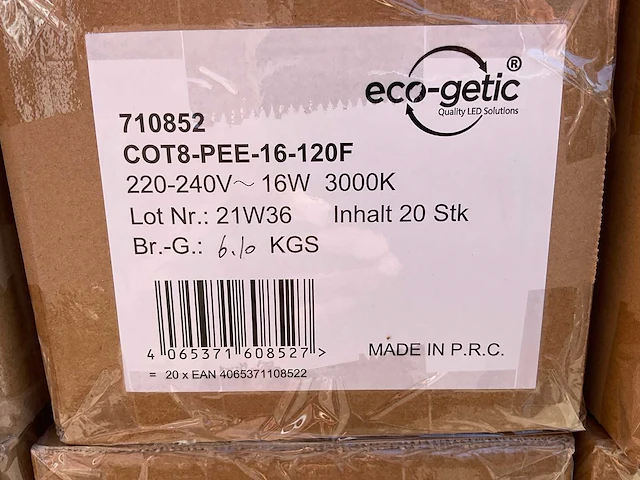 eco-getic®
Quality LED Solutions
710852
COT8-PEE-16-120F
220-240V~ 16W 3000K
Lot Nr.: 21W36 Inhalt 20 Stk
Br.-G.: 6.10 KGS
4 065371 608527 >
MADE IN P.R.C.
= 20 x EAN 4065371108522